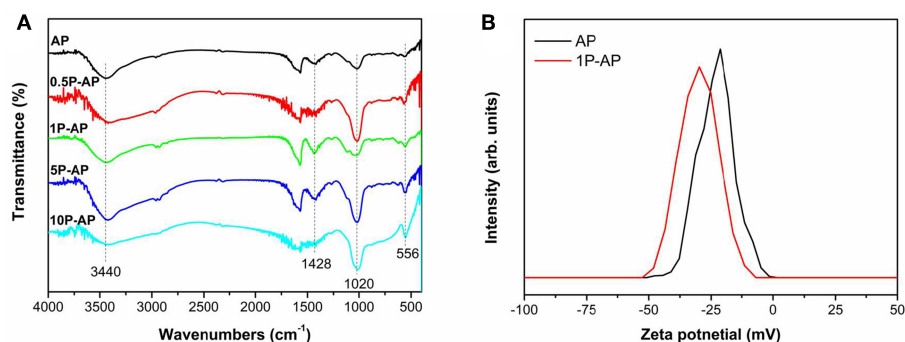 A
AP
0.5P-AP
1P-AP
5P-AP
10P-AP
3440
1428
1020
556
Transmittance (%)
4000 3500 3000 2500 2000 1500 1000 500
Wavenumbers (cm⁻¹)
B
AP
1P-AP
Intensity (arb. units)
-100 -75 -50 -25 0 25 50
Zeta potnetial (mV)